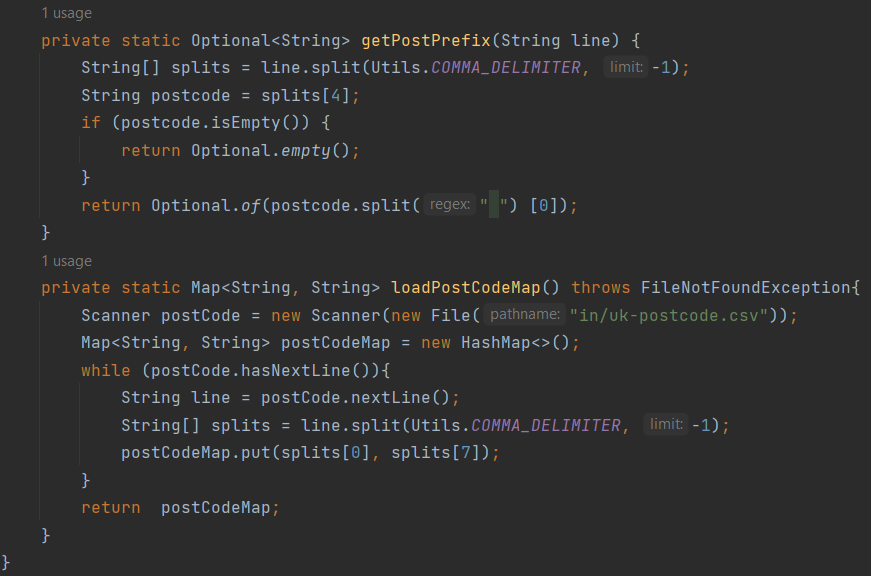 1 usage
private static Optional<String> getPostPrefix(String line) {
String[] splits = line.split(Utils.COMMA_DELIMITER, limit: -1);
String postcode = splits[4];
if (postcode.isEmpty()) {
return Optional.empty();
}
return Optional.of(postcode.split( regex: " ") [0]);
}
1 usage
private static Map<String, String> loadPostCodeMap() throws FileNotFoundException{
Scanner postCode = new Scanner(new File( pathname: "in/uk-postcode.csv"));
Map<String, String> postCodeMap = new HashMap<>();
while (postCode.hasNextLine()){
String line = postCode.nextLine();
String[] splits = line.split(Utils.COMMA_DELIMITER, limit: -1);
postCodeMap.put(splits[0], splits[7]);
}
return  postCodeMap;
}
}